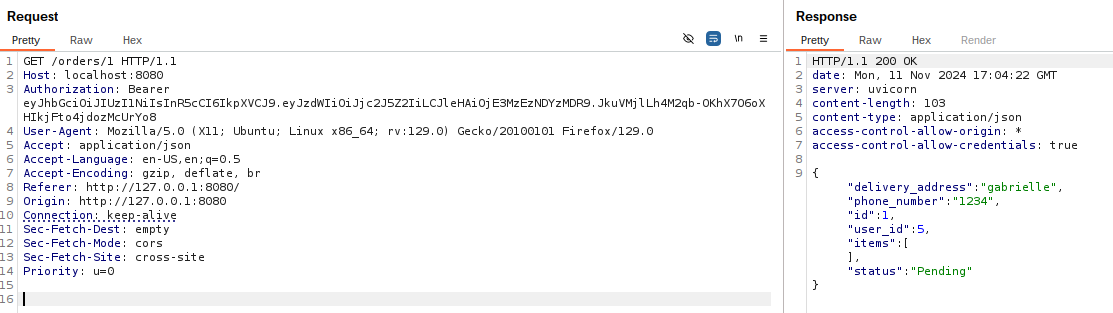 Request
Pretty Raw Hex
\n
1 GET /orders/1 HTTP/1.1
2 Host: localhost:8080
3 Authorization: Bearer
eyJhbGciOiJIUzI1NiIsInR5cCI6IkpXVCJ9.eyJzdWIiOiJjc2J5Z2IiLCJleHAiOjE3MzEzNDYzMDR9.JkuVMjlLh4M2qb-OKhX7O6oX
HIkjFto4jdozMcUrYo8
4 User-Agent: Mozilla/5.0 (X11; Ubuntu; Linux x86_64; rv:129.0) Gecko/20100101 Firefox/129.0
5 Accept: application/json
6 Accept-Language: en-US,en;q=0.5
7 Accept-Encoding: gzip, deflate, br
8 Referer: http://127.0.0.1:8080/
9 Origin: http://127.0.0.1:8080
10 Connection: keep-alive
11 Sec-Fetch-Dest: empty
12 Sec-Fetch-Mode: cors
13 Sec-Fetch-Site: cross-site
14 Priority: u=0
15
16
Response
Pretty Raw Hex Render
1 HTTP/1.1 200 OK
2 date: Mon, 11 Nov 2024 17:04:22 GMT
3 server: uvicorn
4 content-length: 103
5 content-type: application/json
6 access-control-allow-origin: *
7 access-control-allow-credentials: true
8
9 {
"delivery_address":"gabrielle",
"phone_number":"1234",
"id":1,
"user_id":5,
"items":[
],
"status":"Pending"
}